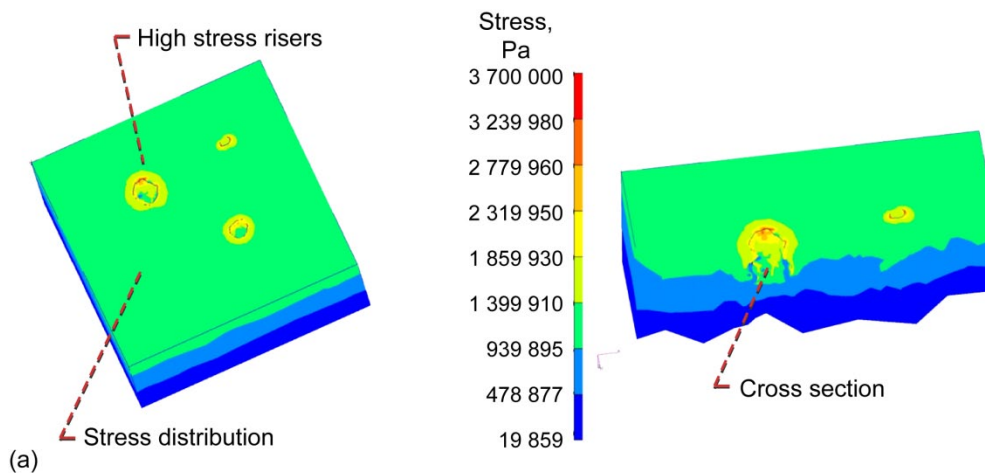 High stress risers
Stress,
Pa
3 700 000
3 239 980
2 779 960
2 319 950
1 859 930
1 399 910
939 895
478 877
19 859
Cross section
Stress distribution
(a)